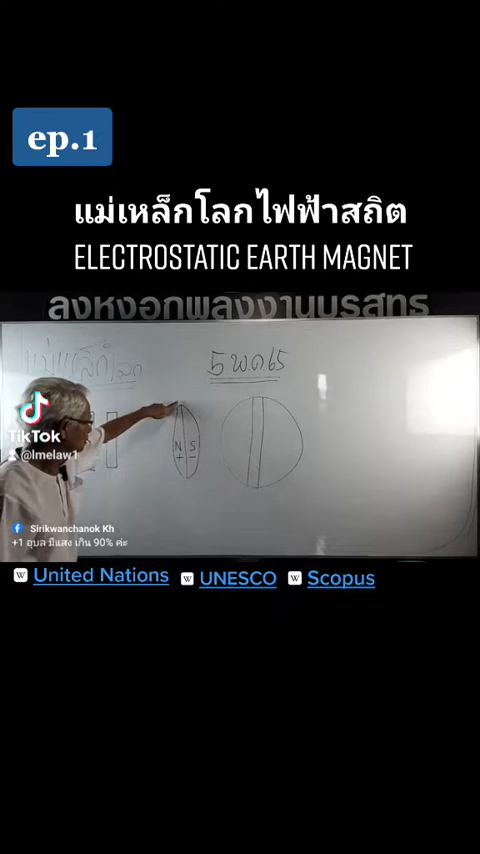 ep.1
แม่เหล็กโลกไฟฟ้าสถิต
ELECTROSTATIC EARTH MAGNET
แม่เหล็กโลก
5 พ.ค 65
N S
+ −
TikTok
@lmelaw1
Sirikwanchanok Kh
+1 อุบล มีแสง เกิน 90% ค่ะ
United Nations
UNESCO
Scopus